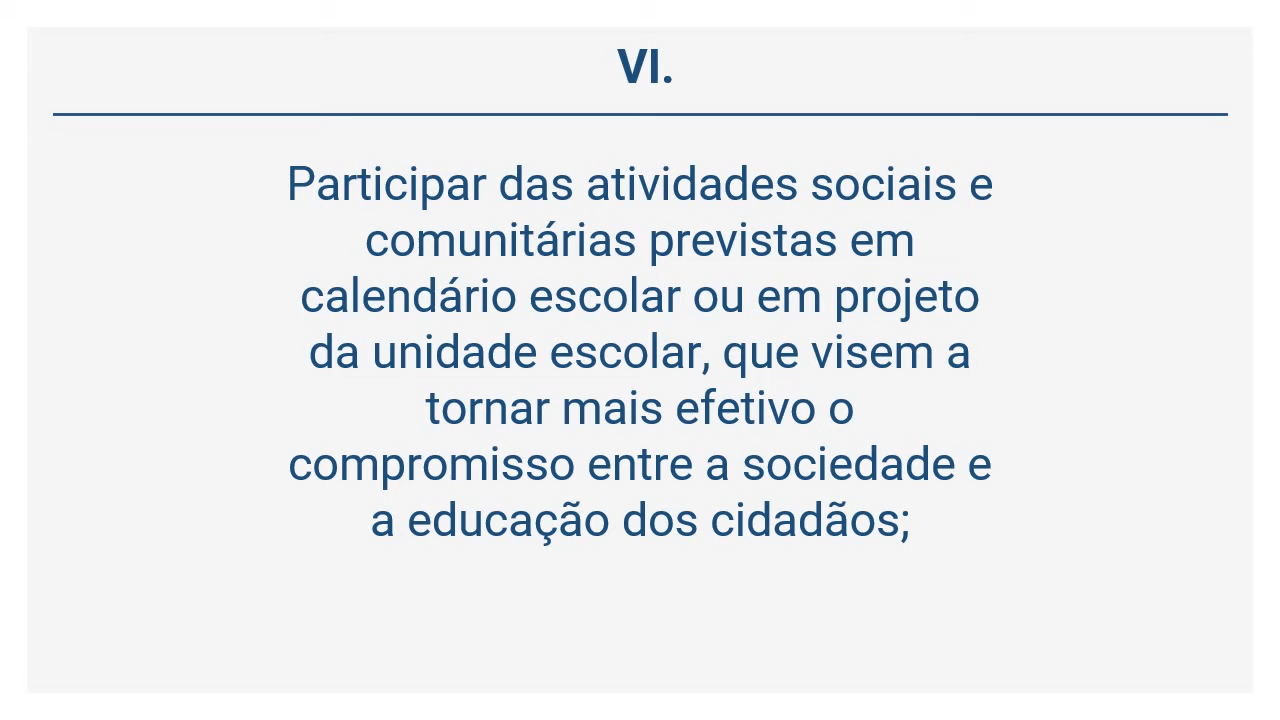 VI.
Participar das atividades sociais e
comunitárias previstas em
calendário escolar ou em projeto
da unidade escolar, que visem a
tornar mais efetivo o
compromisso entre a sociedade e
a educação dos cidadãos;